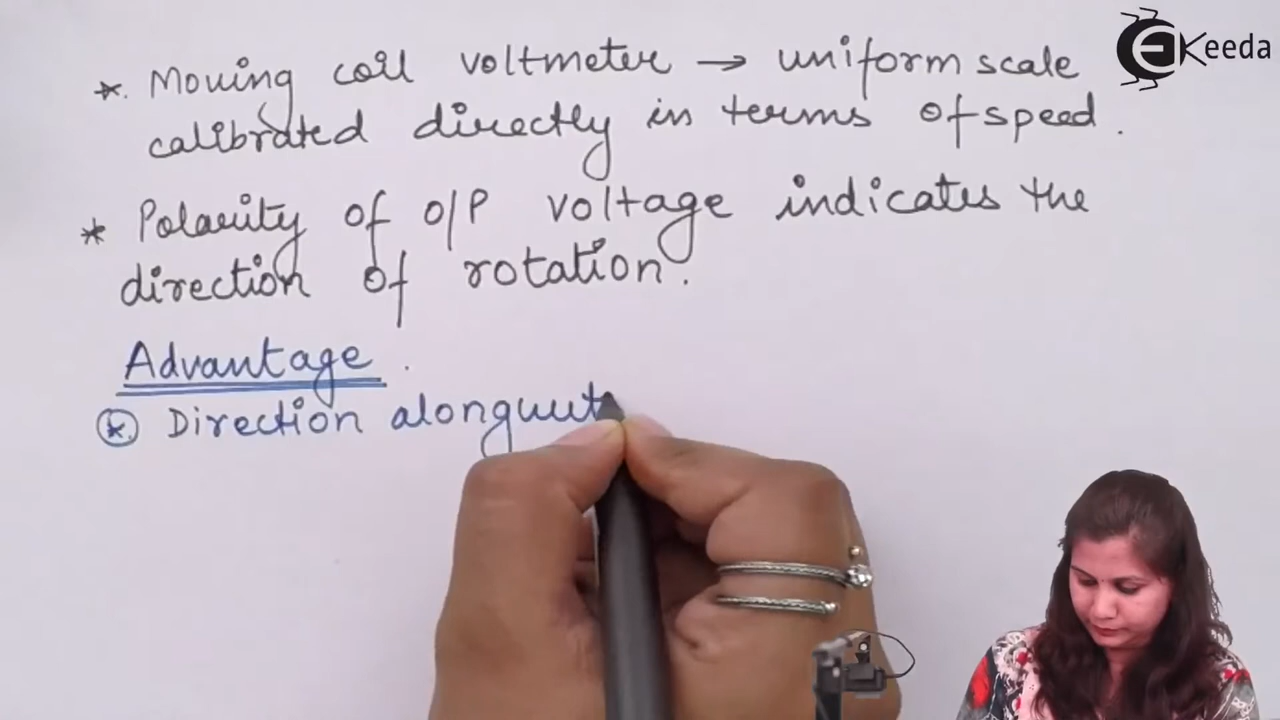 EKeeda
*. Moving coil voltmeter → uniform scale
calibrated directly in terms of speed.
* Polarity of O/P voltage indicates the
direction of rotation.
Advantage.
*. Direction along